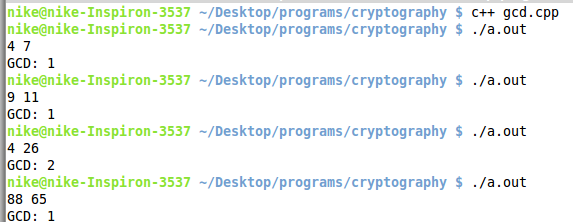 nike@nike-Inspiron-3537 ~/Desktop/programs/cryptography $ c++ gcd.cpp
nike@nike-Inspiron-3537 ~/Desktop/programs/cryptography $ ./a.out
4 7
GCD: 1
nike@nike-Inspiron-3537 ~/Desktop/programs/cryptography $ ./a.out
9 11
GCD: 1
nike@nike-Inspiron-3537 ~/Desktop/programs/cryptography $ ./a.out
4 26
GCD: 2
nike@nike-Inspiron-3537 ~/Desktop/programs/cryptography $ ./a.out
88 65
GCD: 1